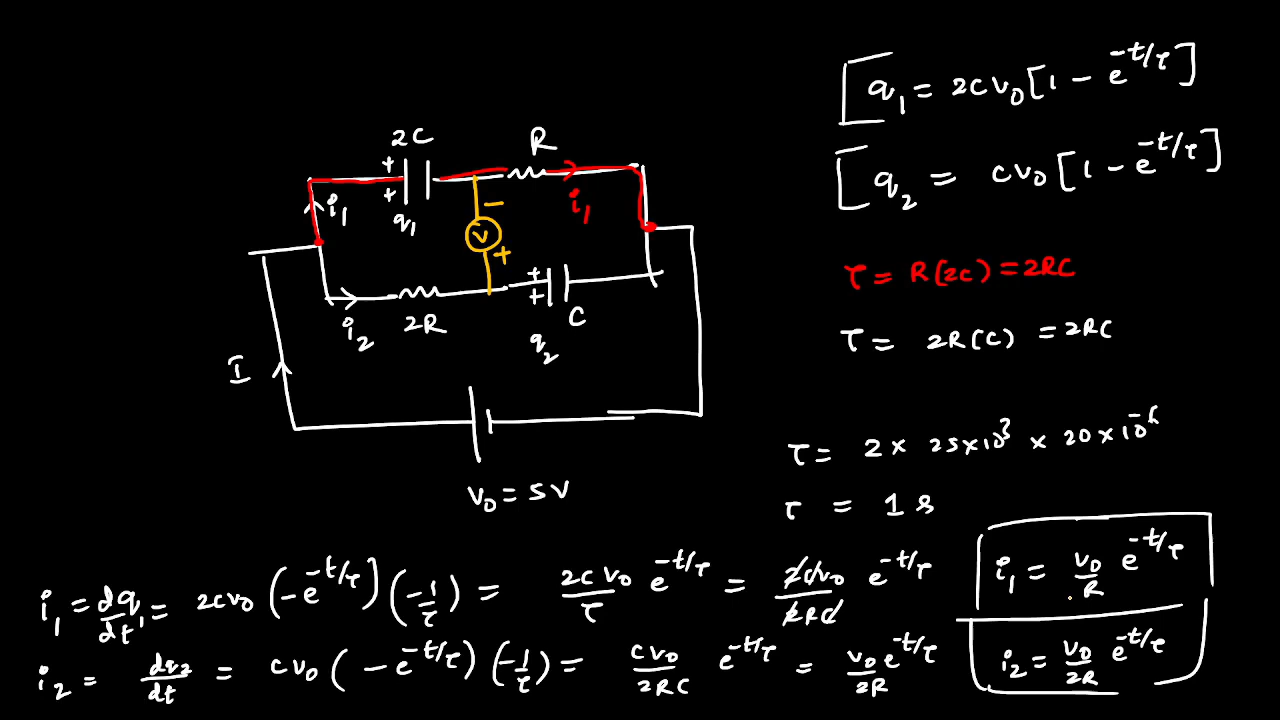 2C
R
+
+
i₁
q₁
−
V
+
i₁
i₂
2R
+
+
q₂
C
I
V₀ = 5V
q₁ = 2CV₀[1 − e^(−t/τ)]
q₂ = CV₀[1 − e^(−t/τ)]
τ = R(2C) = 2RC
τ = 2R(C) = 2RC
τ = 2 × 25×10³ × 20×10⁻⁶
τ = 1 s
i₁ = dq₁/dt = 2CV₀(−e^(−t/τ))(−1/τ) = 2CV₀/τ e^(−t/τ) = 2CV₀/2RC e^(−t/τ)
i₁ = V₀/R e^(−t/τ)
i₂ = dq₂/dt = CV₀(−e^(−t/τ))(−1/τ) = CV₀/2RC e^(−t/τ) = V₀/2R e^(−t/τ)
i₂ = V₀/2R e^(−t/τ)